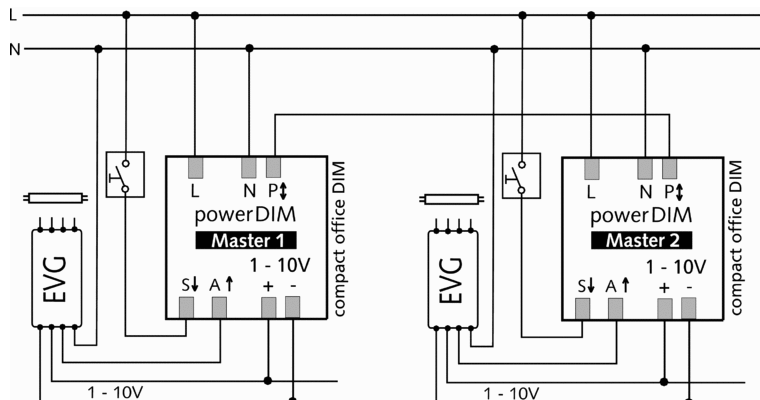 L
N
L N P↕
powerDIM
Master 1
1 - 10V
S↓ A↑ + -
compact office DIM
EVG
1 - 10V
L N P↕
powerDIM
Master 2
1 - 10V
S↓ A↑ + -
compact office DIM
EVG
1 - 10V